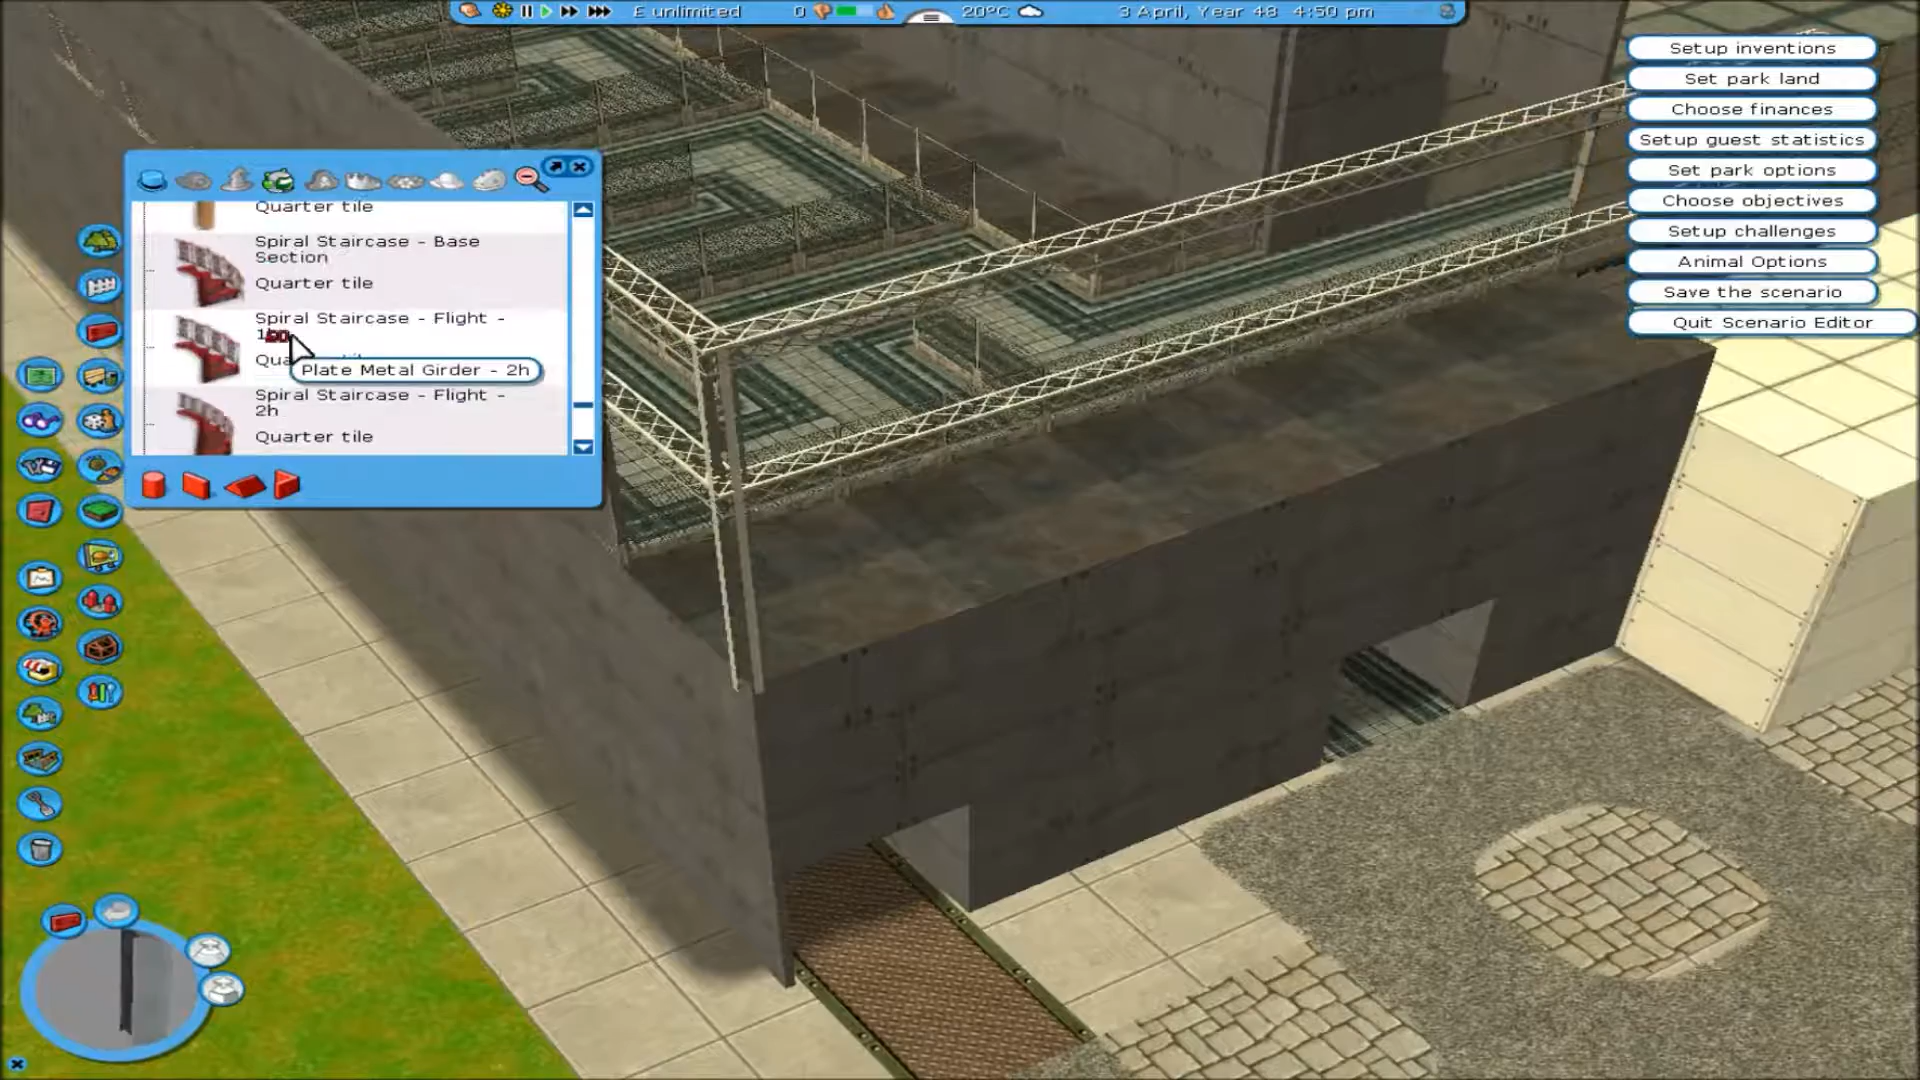 E unlimited
0
20°C
3 April, Year 48 4:50 pm
Setup inventions
Set park land
Choose finances
Setup guest statistics
Set park options
Choose objectives
Setup challenges
Animal Options
Save the scenario
Quit Scenario Editor
Quarter tile
Spiral Staircase - Base
Section
Quarter tile
Spiral Staircase - Flight -
Plate Metal Girder - 2h
Spiral Staircase - Flight -
2h
Quarter tile